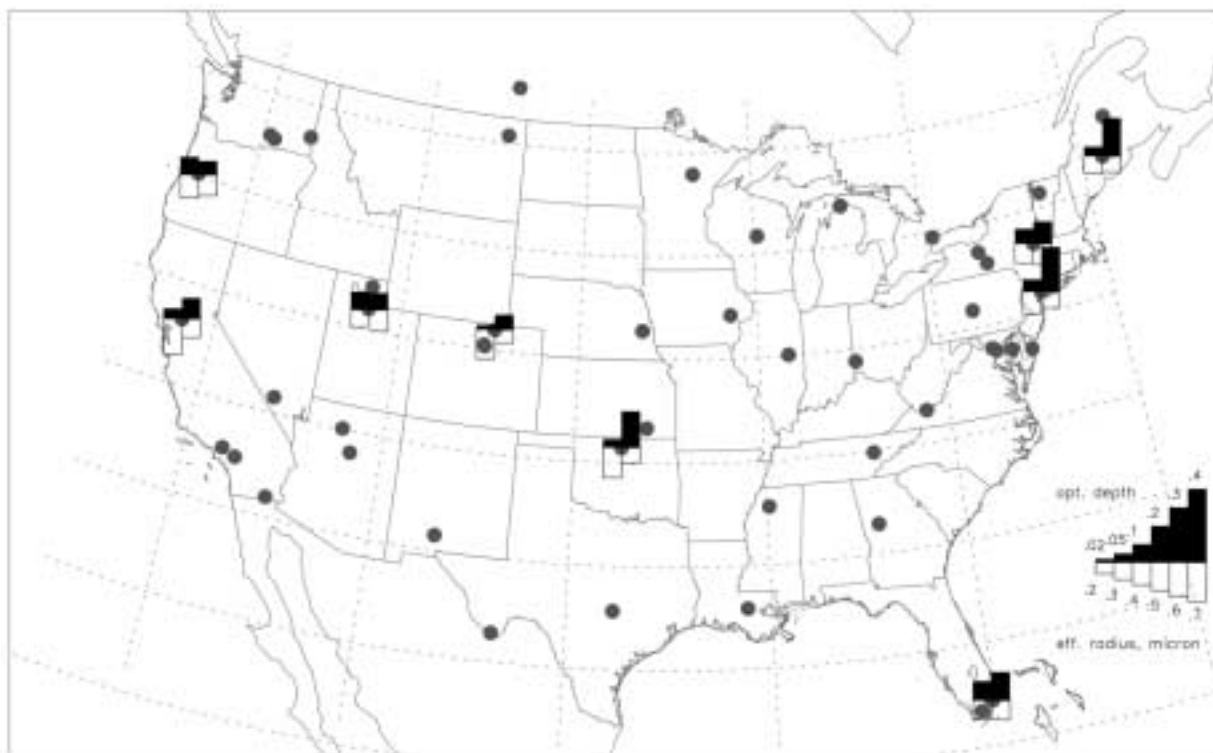 opt. depth
.02 .05 .1 .2 .3 .4
.2 .3 .4 .5 .6 .7
eff. radius, micron